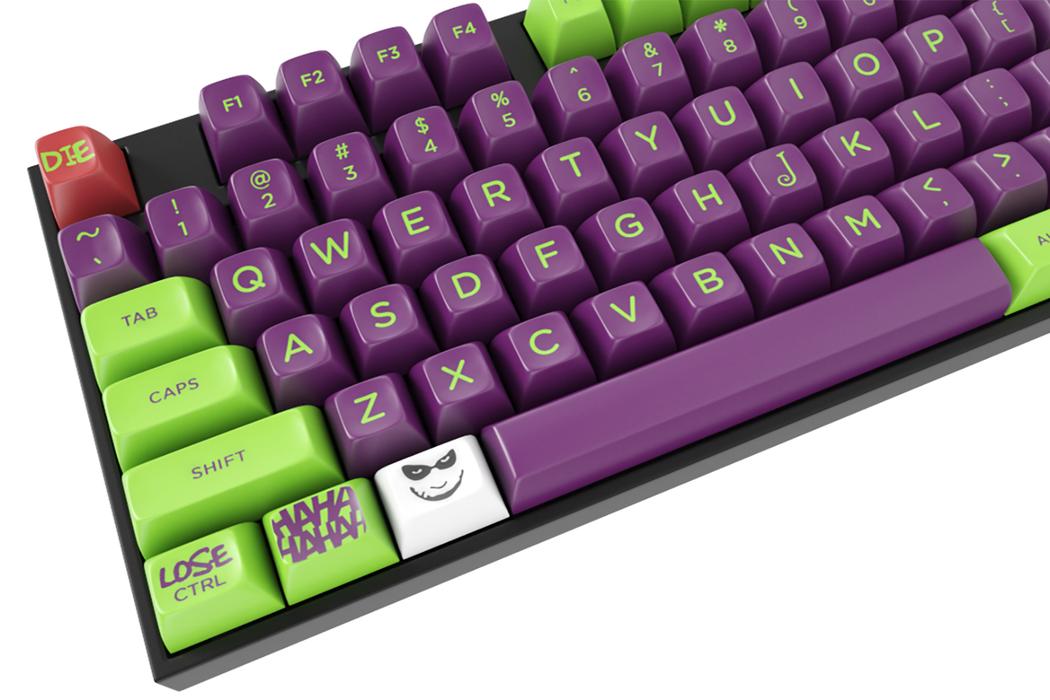 DIE F1 F2 F3 F4
~ ` ! 1 @ 2 # 3 $ 4 % 5 ^ 6 & 7 * 8 ( 9
TAB Q W E R T Y U I O P { [
CAPS A S D F G H J K L : ;
SHIFT Z X C V B N M < , > .
LOSE
CTRL
HAHA
HAHAH